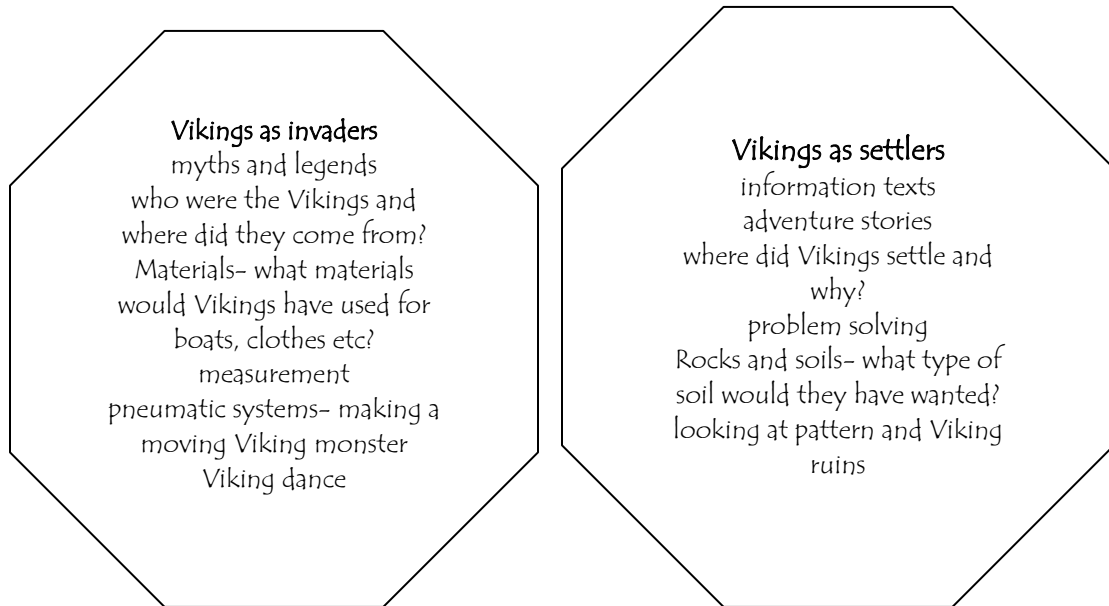 Vikings as invaders
myths and legends
who were the Vikings and
where did they come from?
Materials- what materials
would Vikings have used for
boats, clothes etc?
measurement
pneumatic systems- making a
moving Viking monster
Viking dance
Vikings as settlers
information texts
adventure stories
where did Vikings settle and
why?
problem solving
Rocks and soils- what type of
soil would they have wanted?
looking at pattern and Viking
ruins